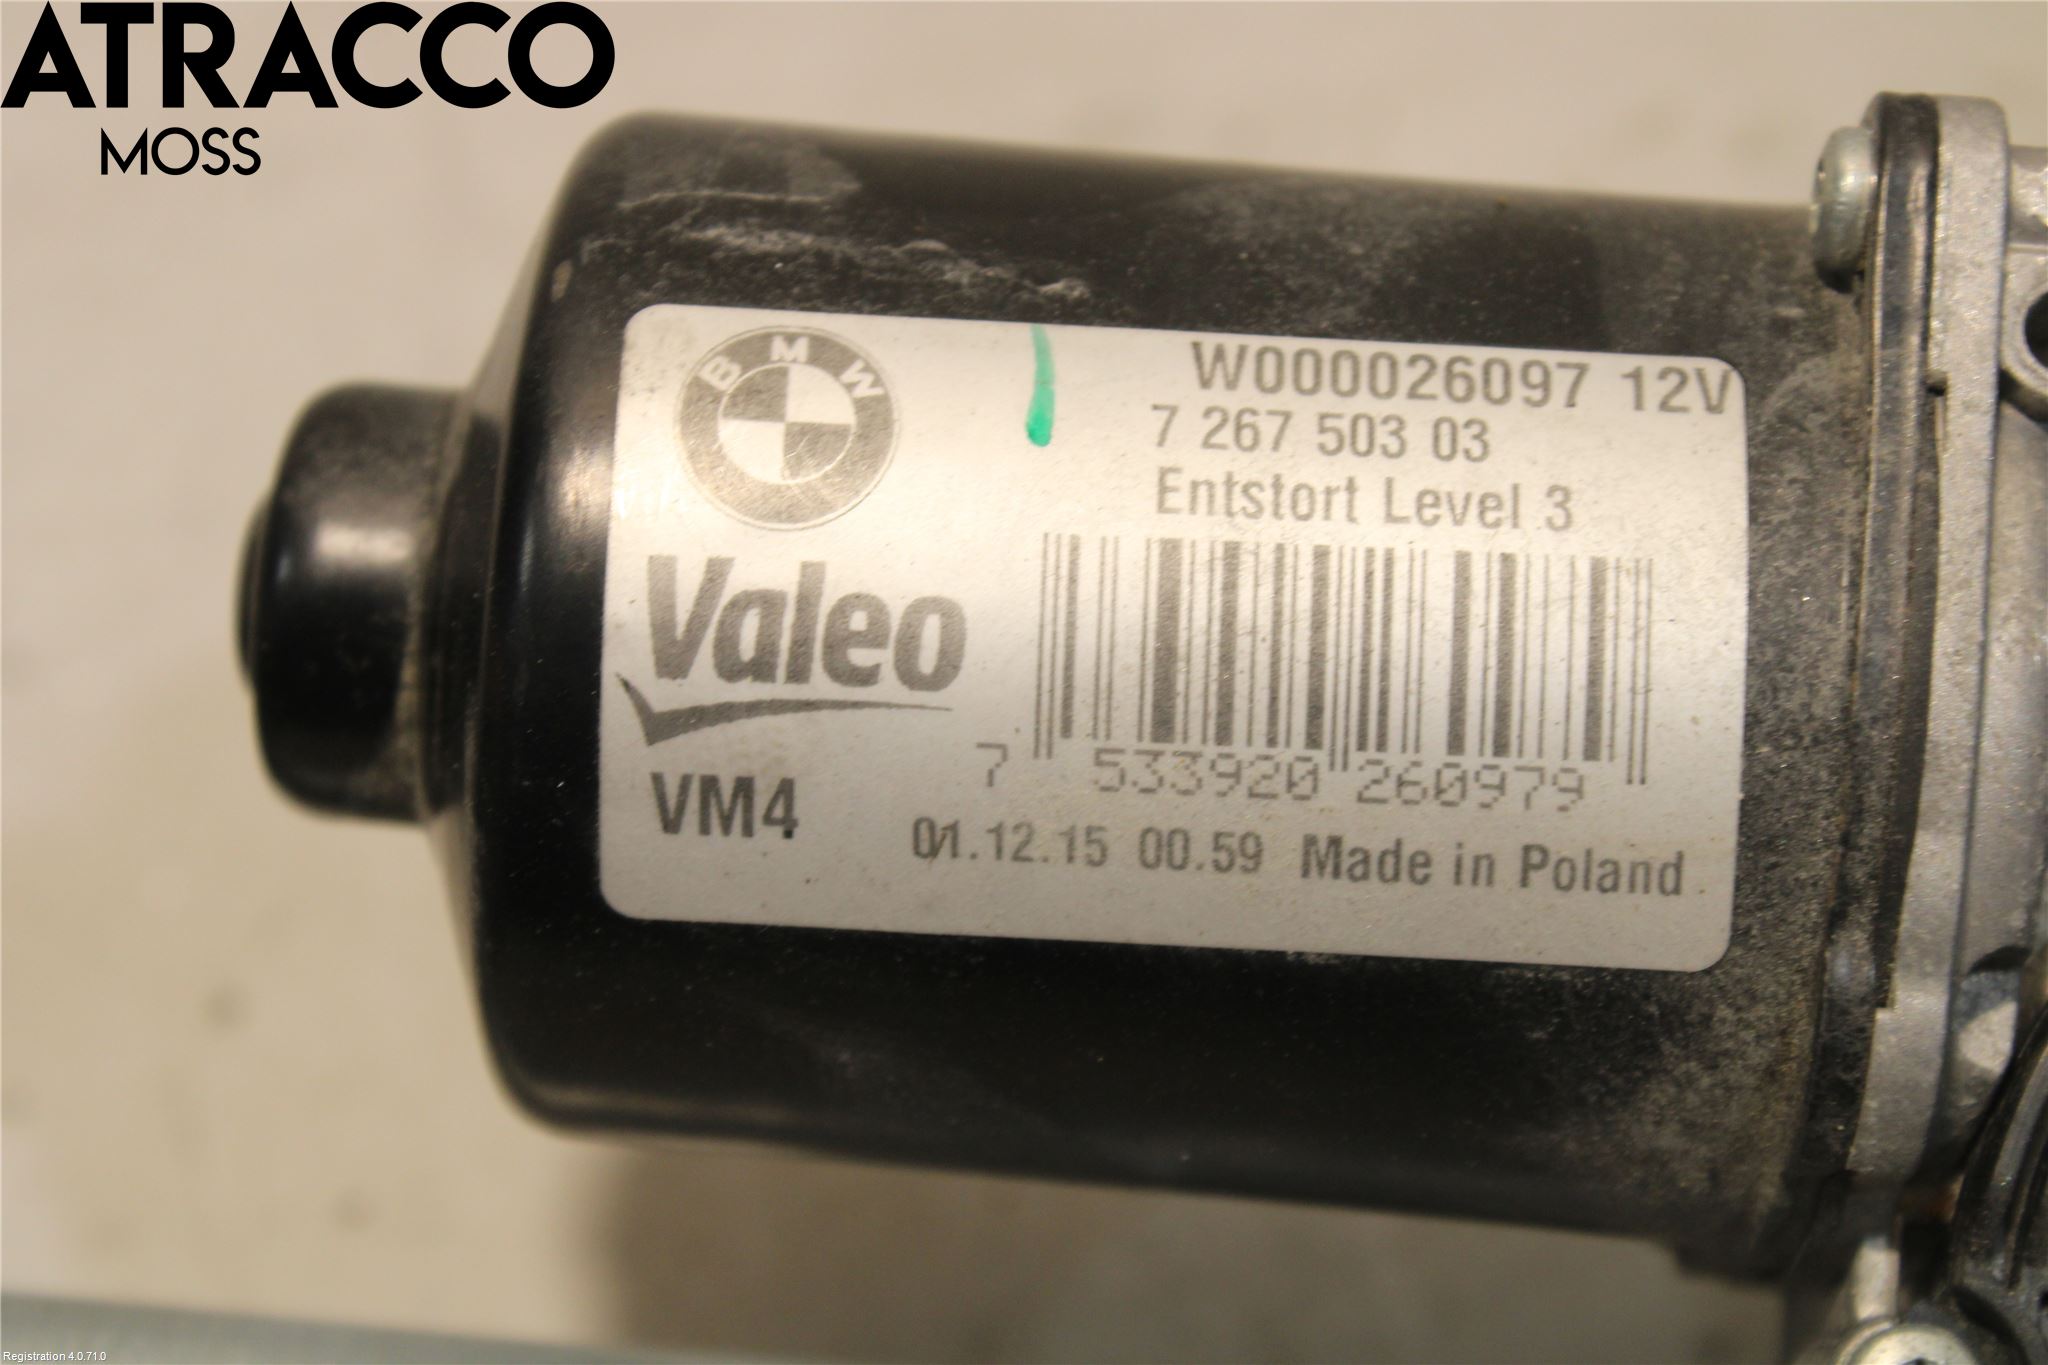 ATRACCO
MOSS
BMW
W000026097 12V
7 267 503 03
Entstort Level 3
Valeo
7 533920 260979
VM4
01.12.15 00.59 Made in Poland
Registration 4.0.71.0